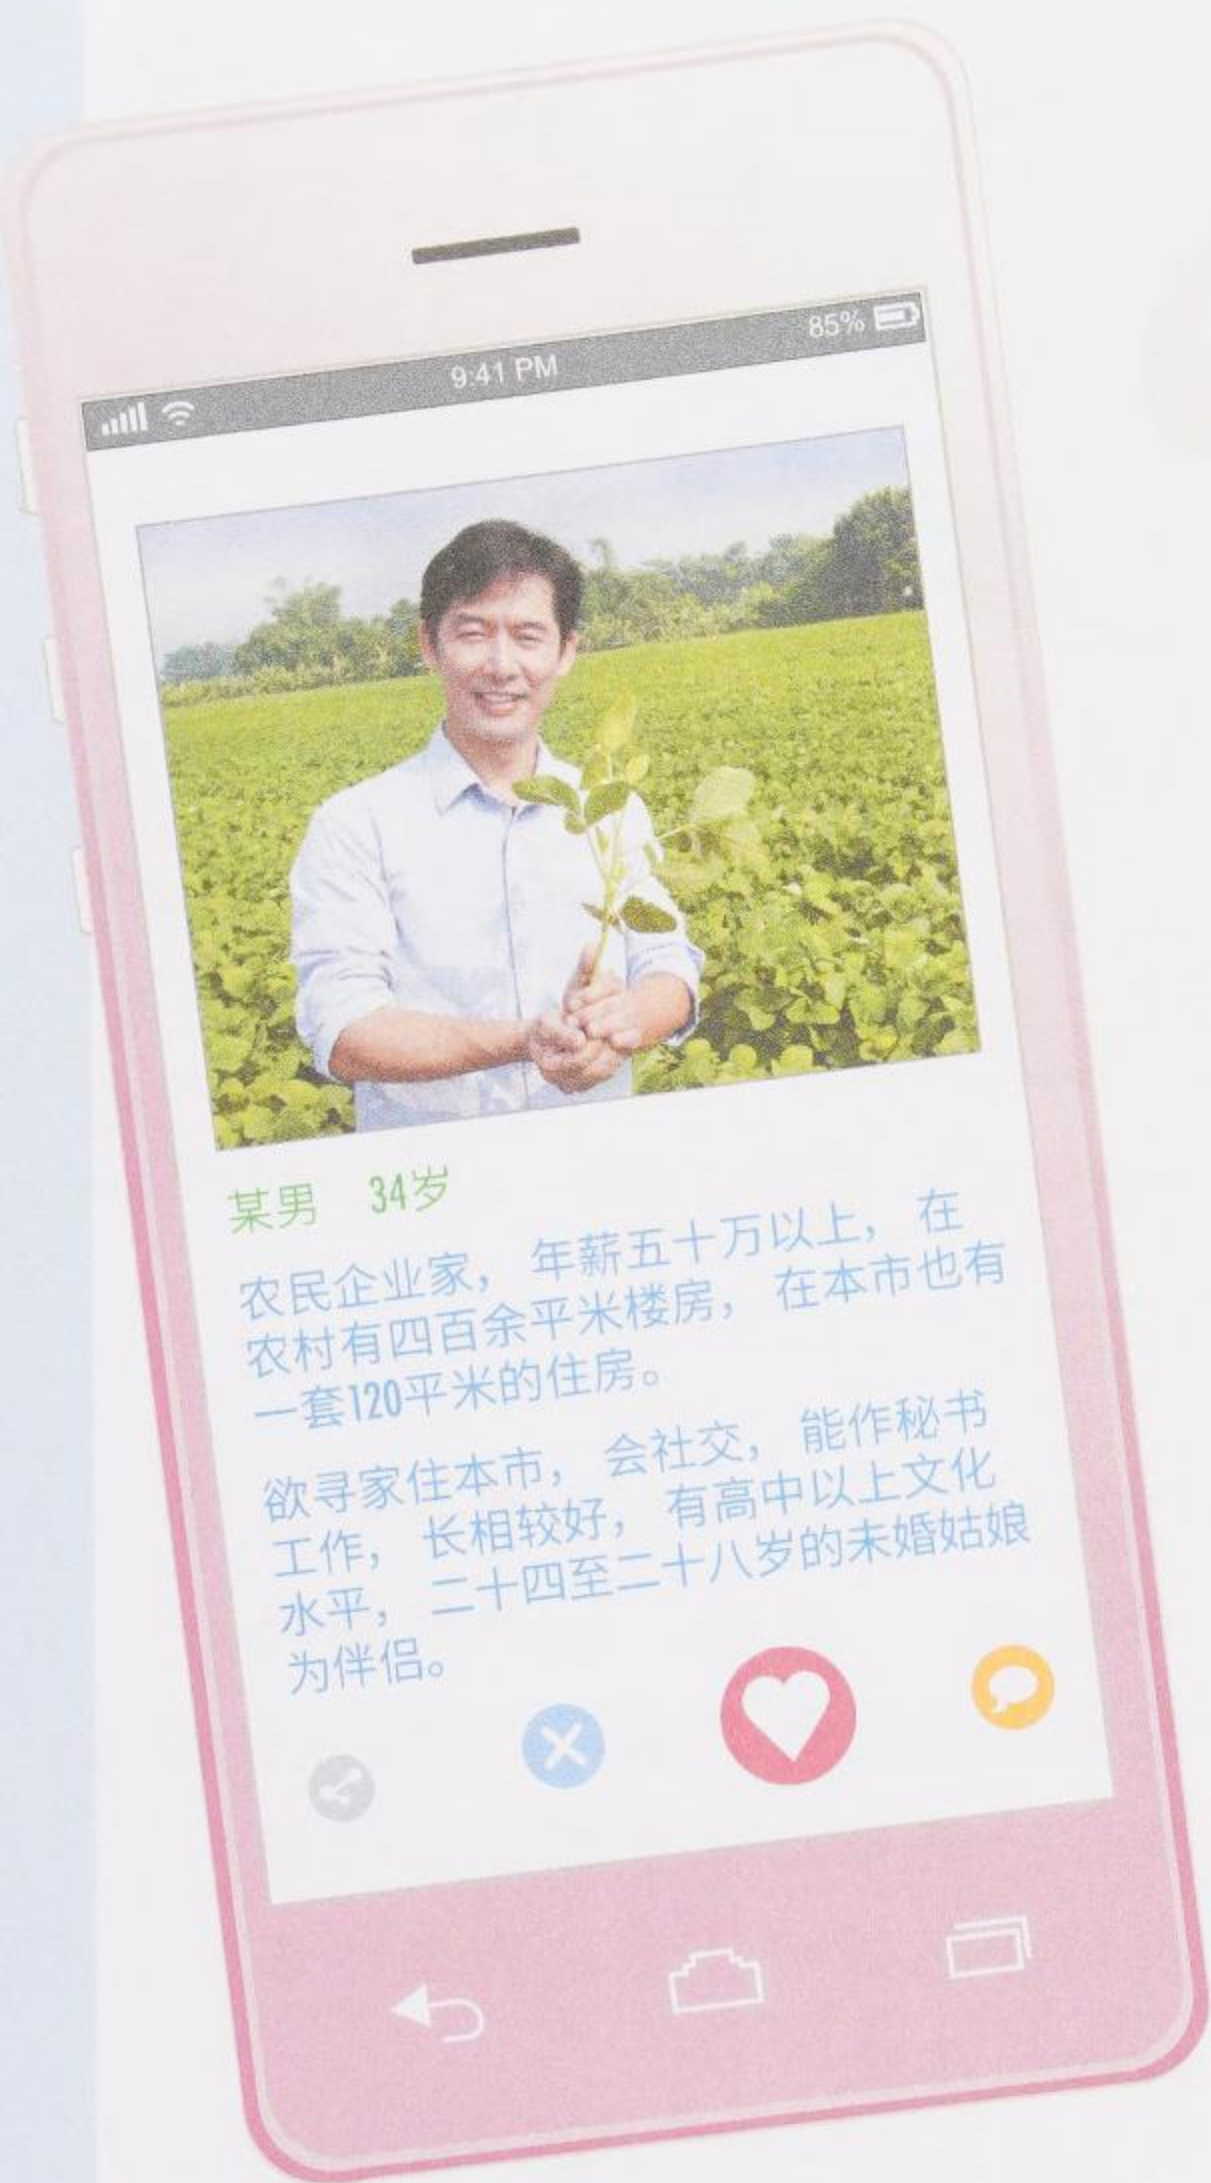 9:41 PM
85%
某男 34岁
农民企业家， 年薪五十万以上， 在
农村有四百余平米楼房， 在本市也有
一套120平米的住房。
欲寻家住本市， 会社交， 能作秘书
工作， 长相较好， 有高中以上文化
水平， 二十四至二十八岁的未婚姑娘
为伴侣。